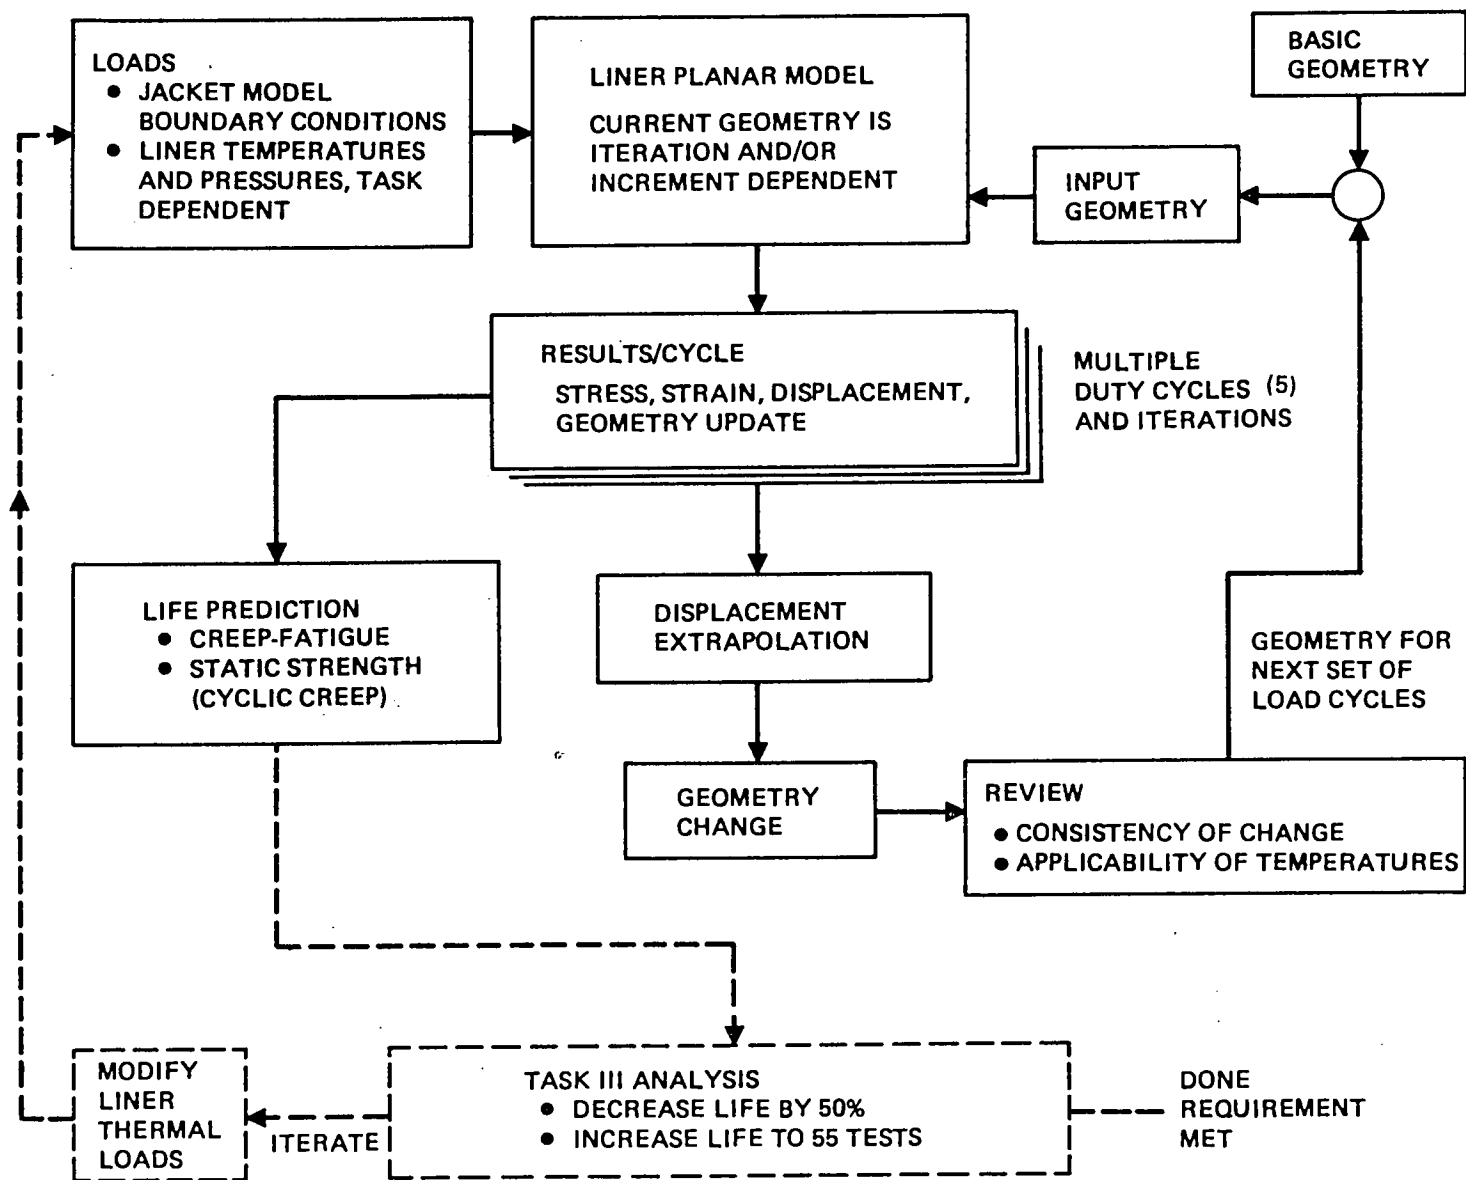 LOADS
● JACKET MODEL
BOUNDARY CONDITIONS
● LINER TEMPERATURES
AND PRESSURES, TASK
DEPENDENT
LINER PLANAR MODEL
CURRENT GEOMETRY IS
ITERATION AND/OR
INCREMENT DEPENDENT
BASIC
GEOMETRY
INPUT
GEOMETRY
RESULTS/CYCLE
STRESS, STRAIN, DISPLACEMENT,
GEOMETRY UPDATE
MULTIPLE
DUTY CYCLES (5)
AND ITERATIONS
LIFE PREDICTION
● CREEP-FATIGUE
● STATIC STRENGTH
(CYCLIC CREEP)
DISPLACEMENT
EXTRAPOLATION
GEOMETRY FOR
NEXT SET OF
LOAD CYCLES
GEOMETRY
CHANGE
REVIEW
● CONSISTENCY OF CHANGE
● APPLICABILITY OF TEMPERATURES
MODIFY
LINER
THERMAL
LOADS
ITERATE
TASK III ANALYSIS
● DECREASE LIFE BY 50%
● INCREASE LIFE TO 55 TESTS
DONE
REQUIREMENT
MET